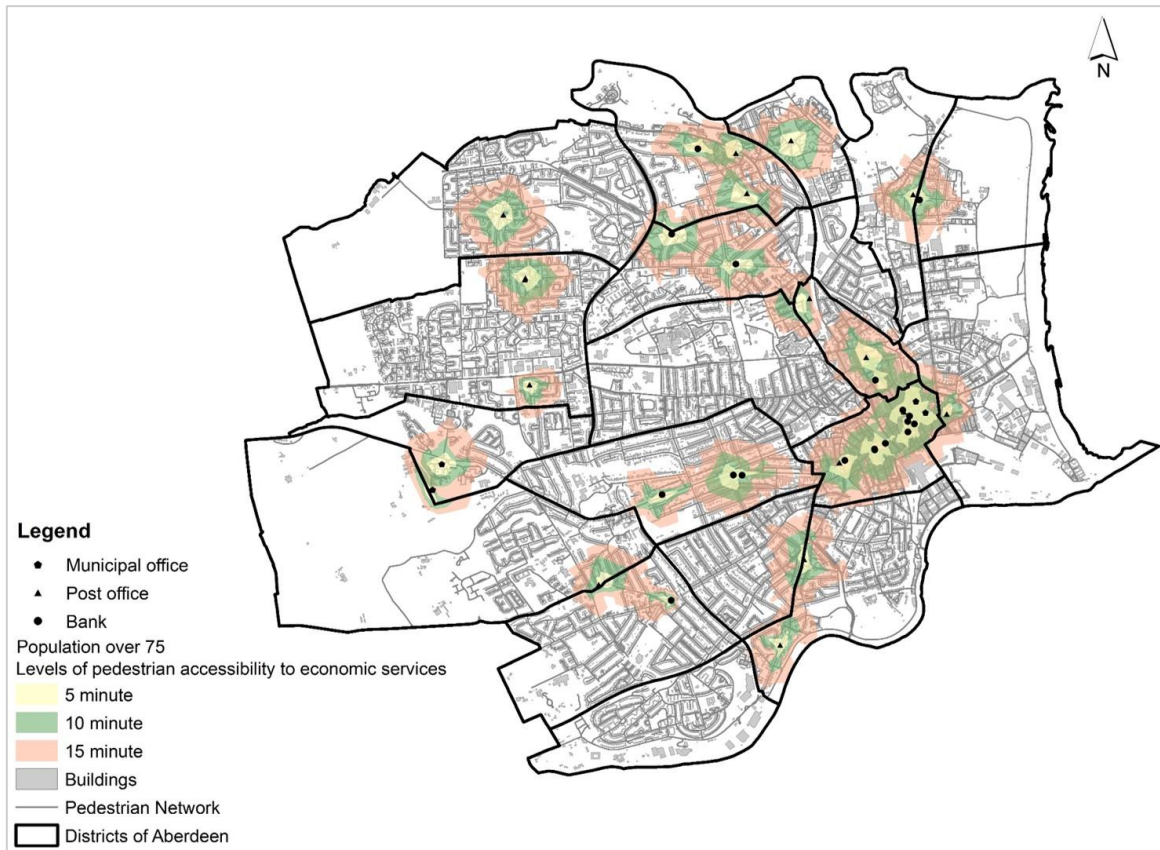 N
Legend
Municipal office
Post office
Bank
Population over 75
Levels of pedestrian accessibility to economic services
5 minute
10 minute
15 minute
Buildings
Pedestrian Network
Districts of Aberdeen